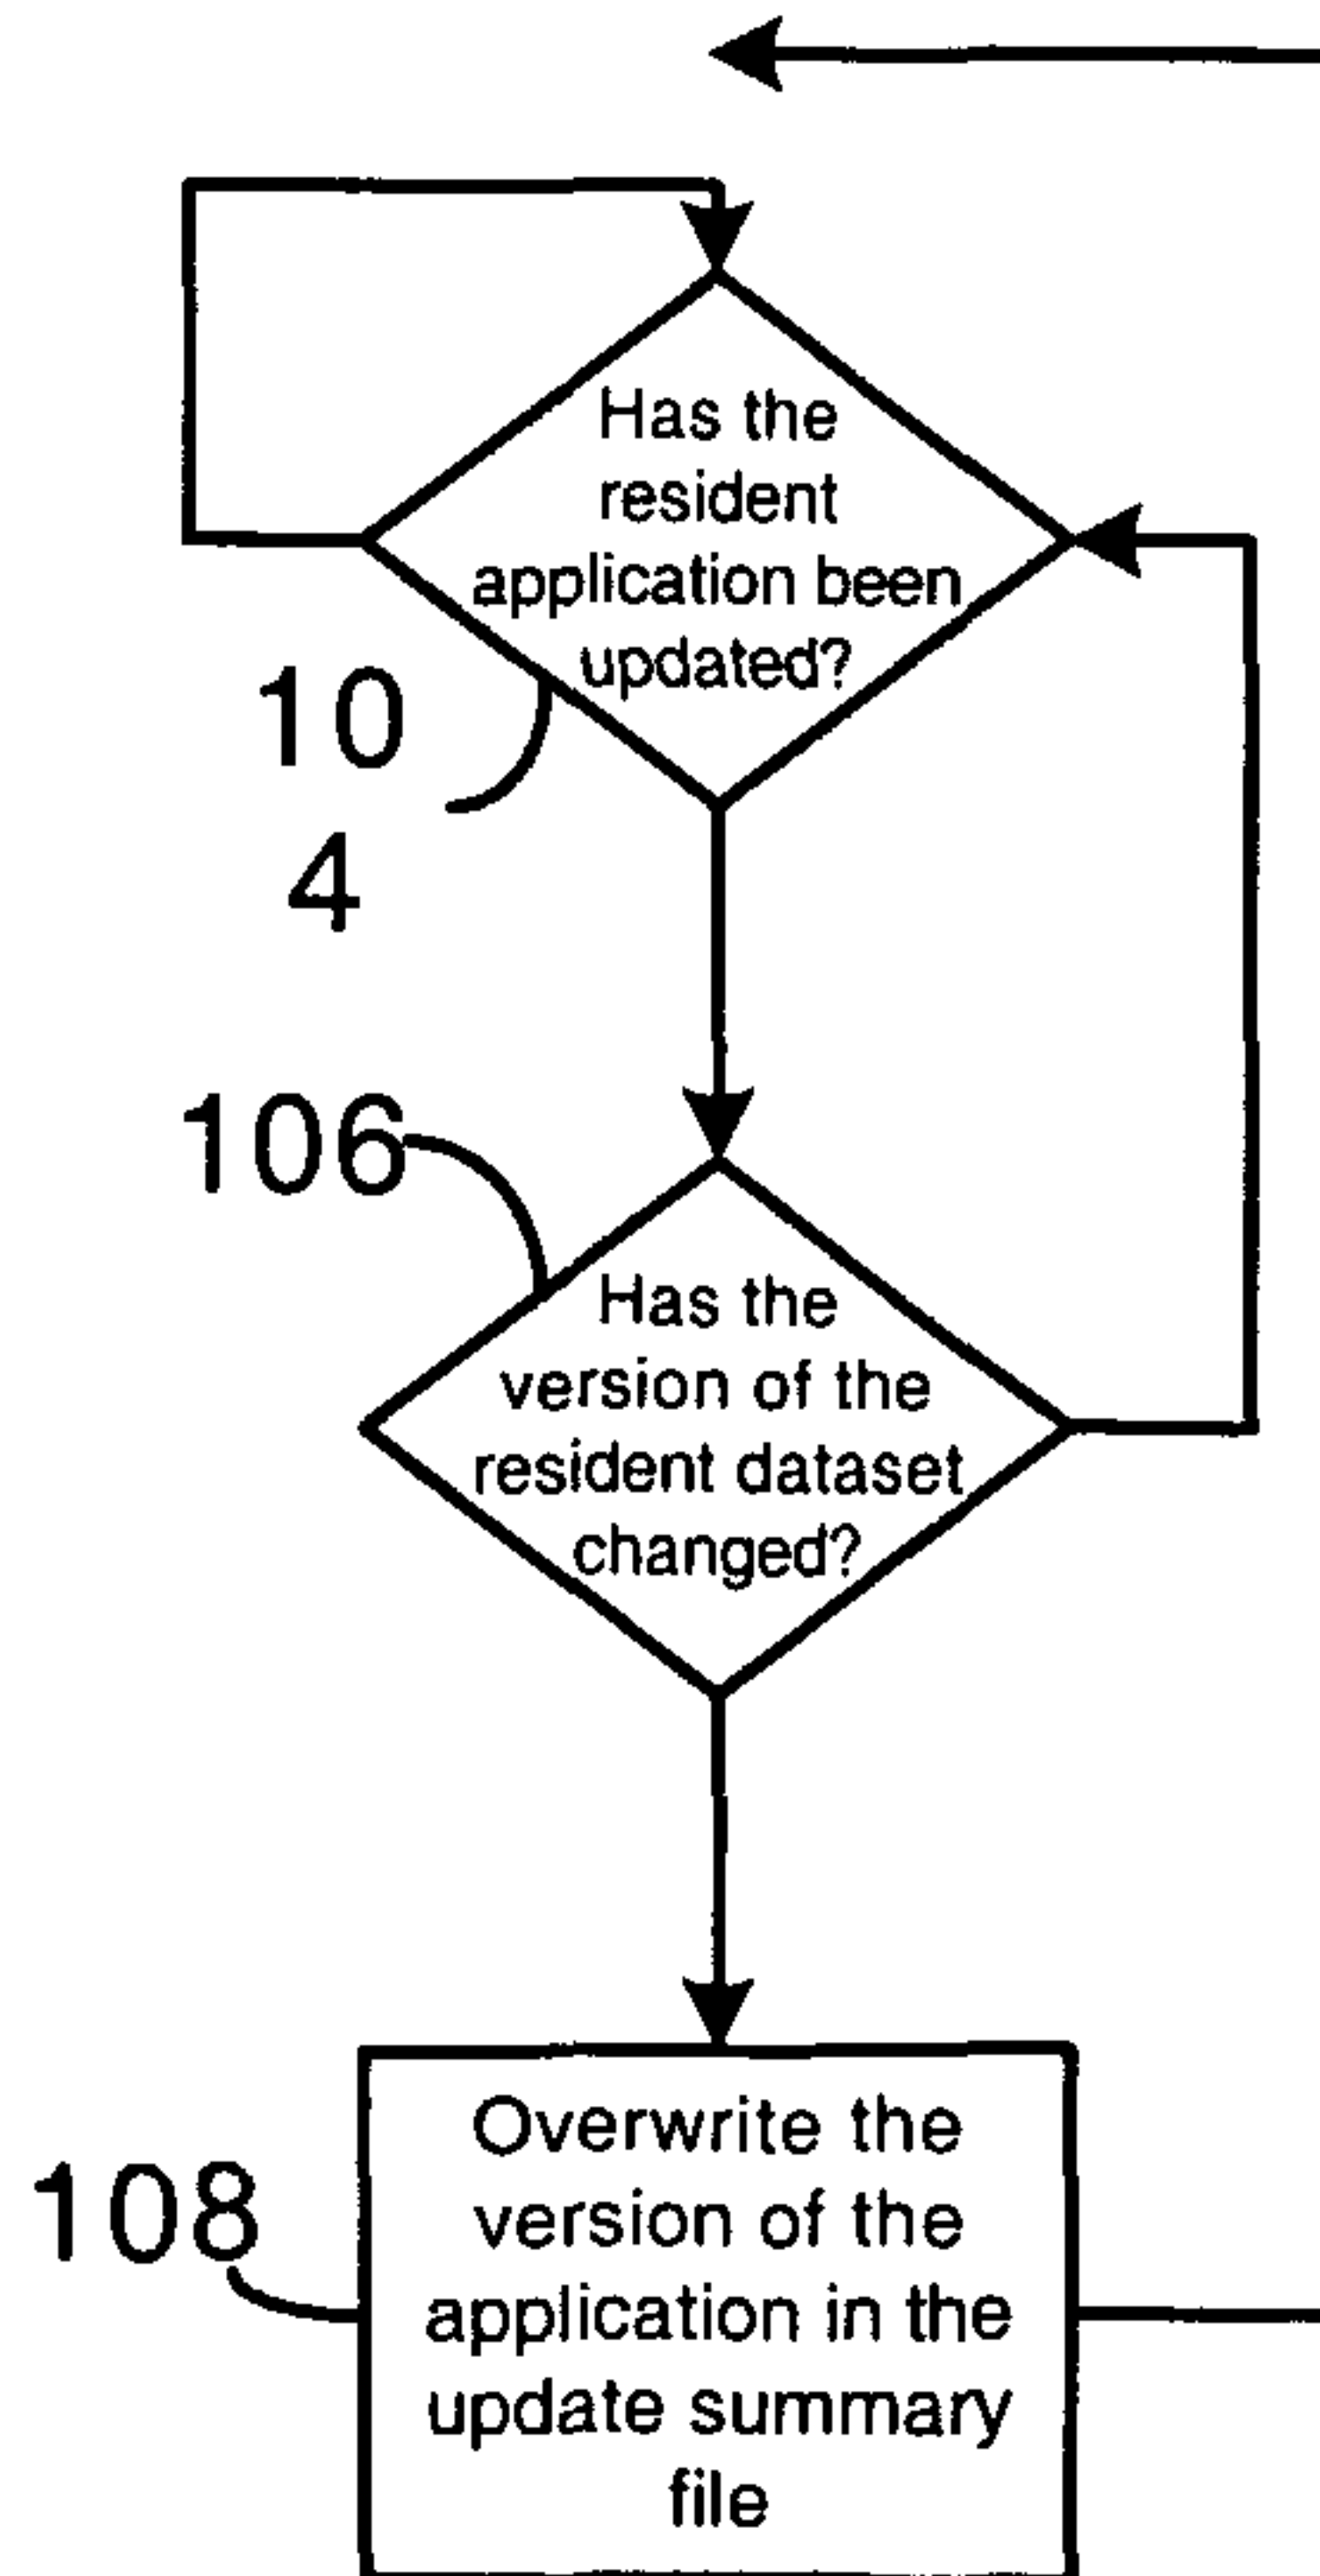 Has the
resident
application been
updated?
10
4
106
Has the
version of the
resident dataset
changed?
Overwrite the
version of the
108
application in the
update summary
file